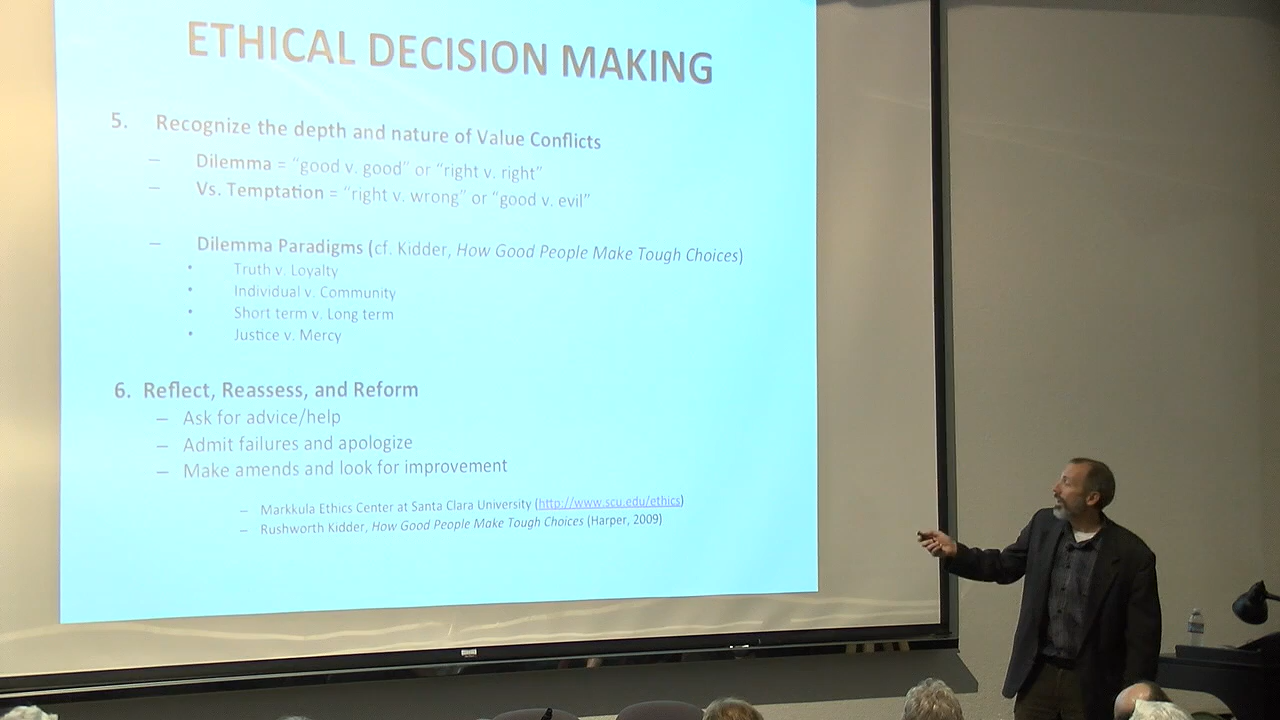 ETHICAL DECISION MAKING
5. Recognize the depth and nature of Value Conflicts
– Dilemma = “good v. good” or “right v. right”
– Vs. Temptation = “right v. wrong” or “good v. evil”
– Dilemma Paradigms (cf. Kidder, How Good People Make Tough Choices)
• Truth v. Loyalty
• Individual v. Community
• Short term v. Long term
• Justice v. Mercy
6. Reflect, Reassess, and Reform
– Ask for advice/help
– Admit failures and apologize
– Make amends and look for improvement
– Markkula Ethics Center at Santa Clara University (http://www.scu.edu/ethics)
– Rushworth Kidder, How Good People Make Tough Choices (Harper, 2009)